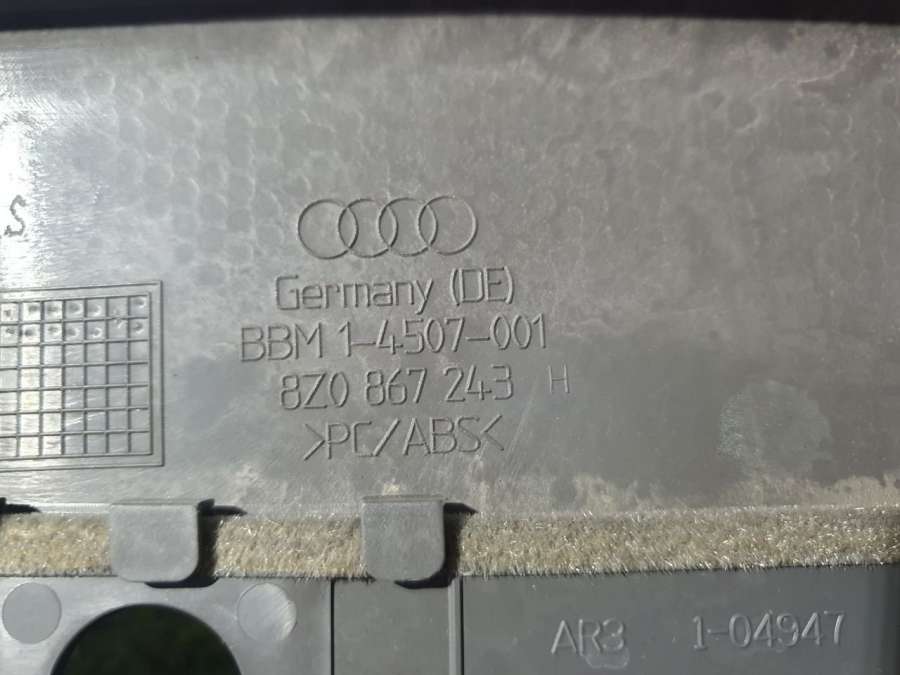 S
Germany (DE)
BBM 1-4507-001
8Z0 867 243 H
>PC/ABS<
AR3 1-04947